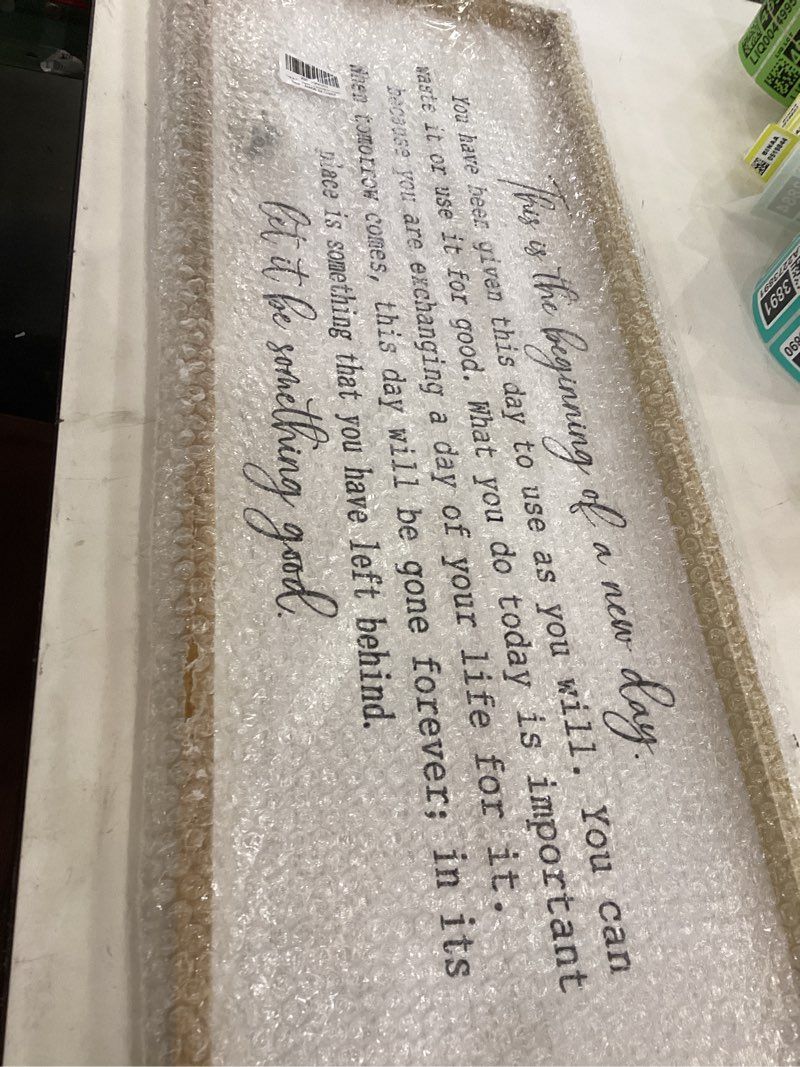 This is the beginning of a new day.
You have been given this day to use as you will. You can
waste it or use it for good. What you do today is important
because you are exchanging a day of your life for it.
When tomorrow comes, this day will be gone forever; in its
place is something that you have left behind.
let it be something good.
LIQ0041995
BINAA
3891